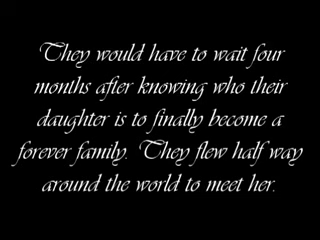 They would have to wait four
months after knowing who their
daughter is to finally become a
forever family. They flew half way
around the world to meet her.